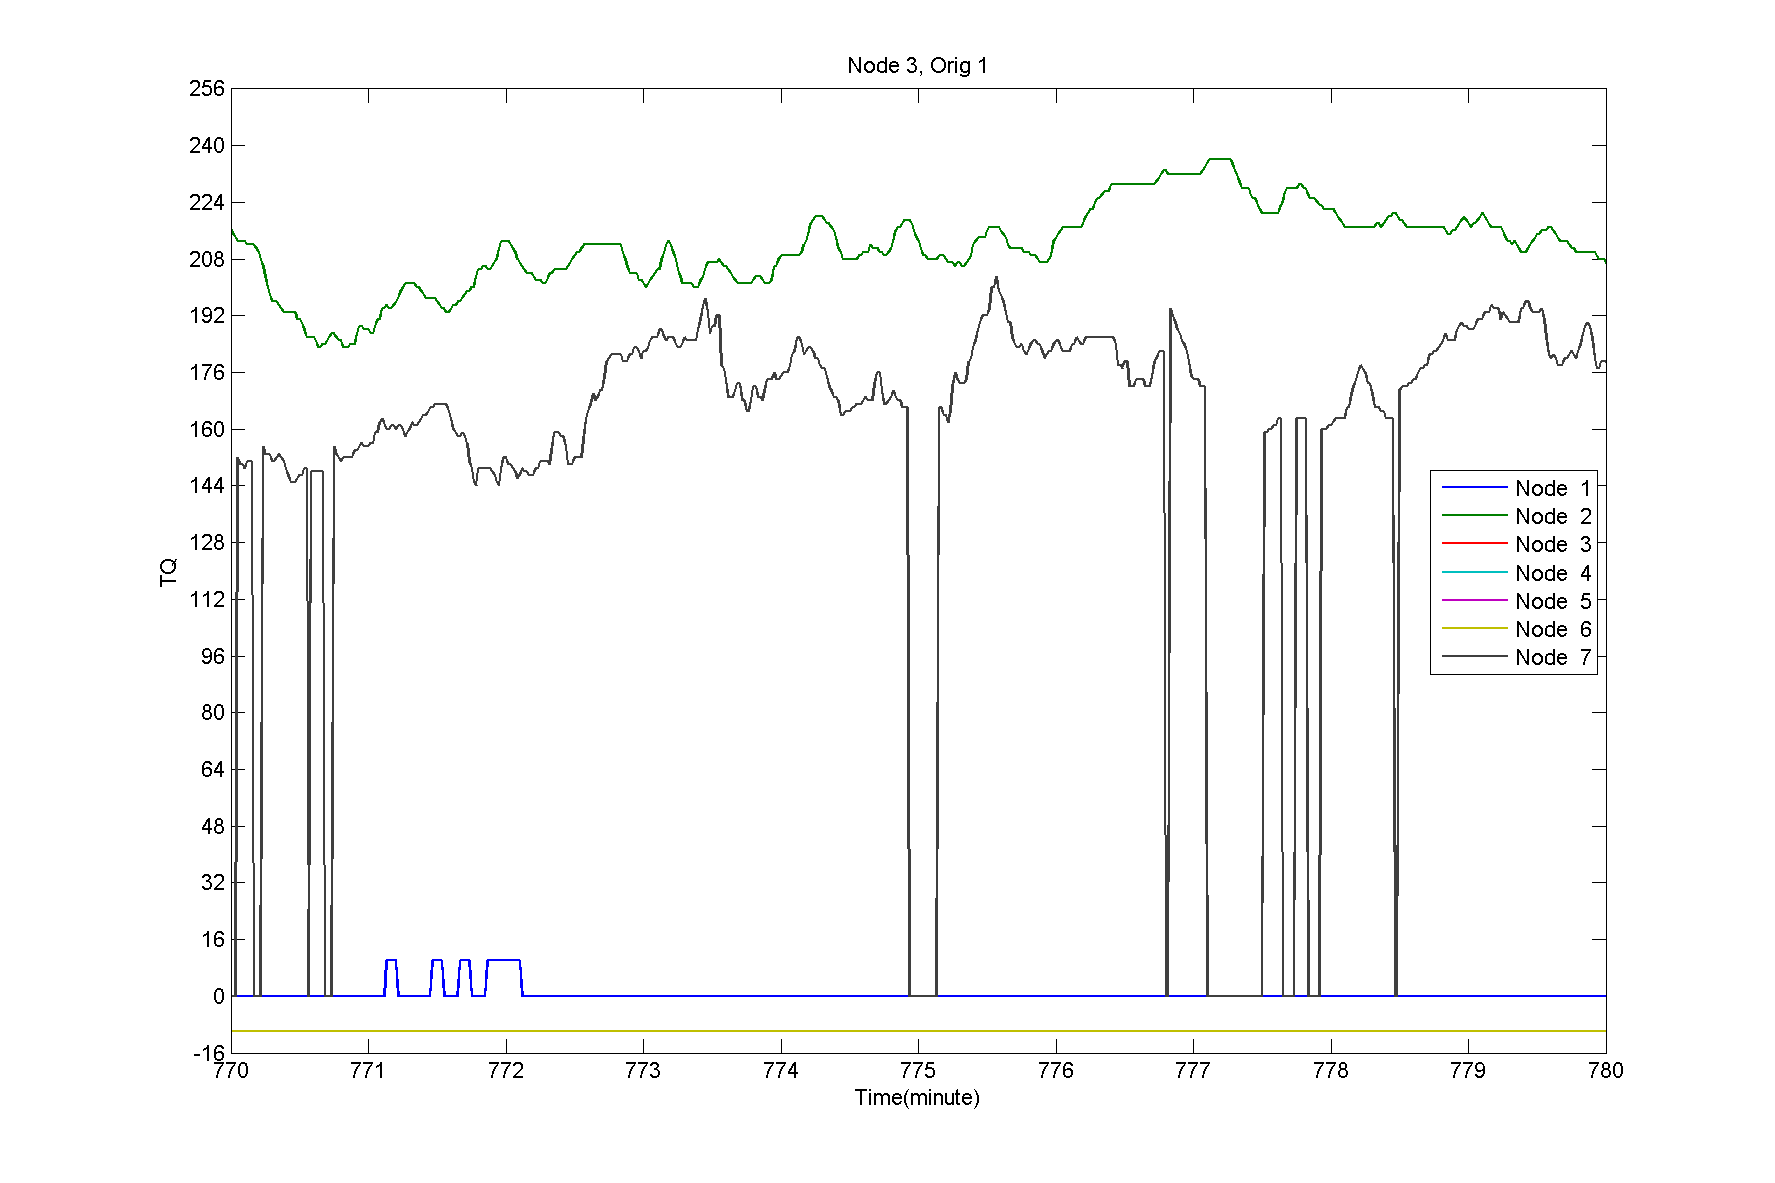 Node 3, Orig 1
256
240
224
208
192
176
160
144
128
112
96
80
64
48
32
16
0
-16
TQ
Node 1
Node 2
Node 3
Node 4
Node 5
Node 6
Node 7
770 771 772 773 774 775 776 777 778 779 780
Time(minute)